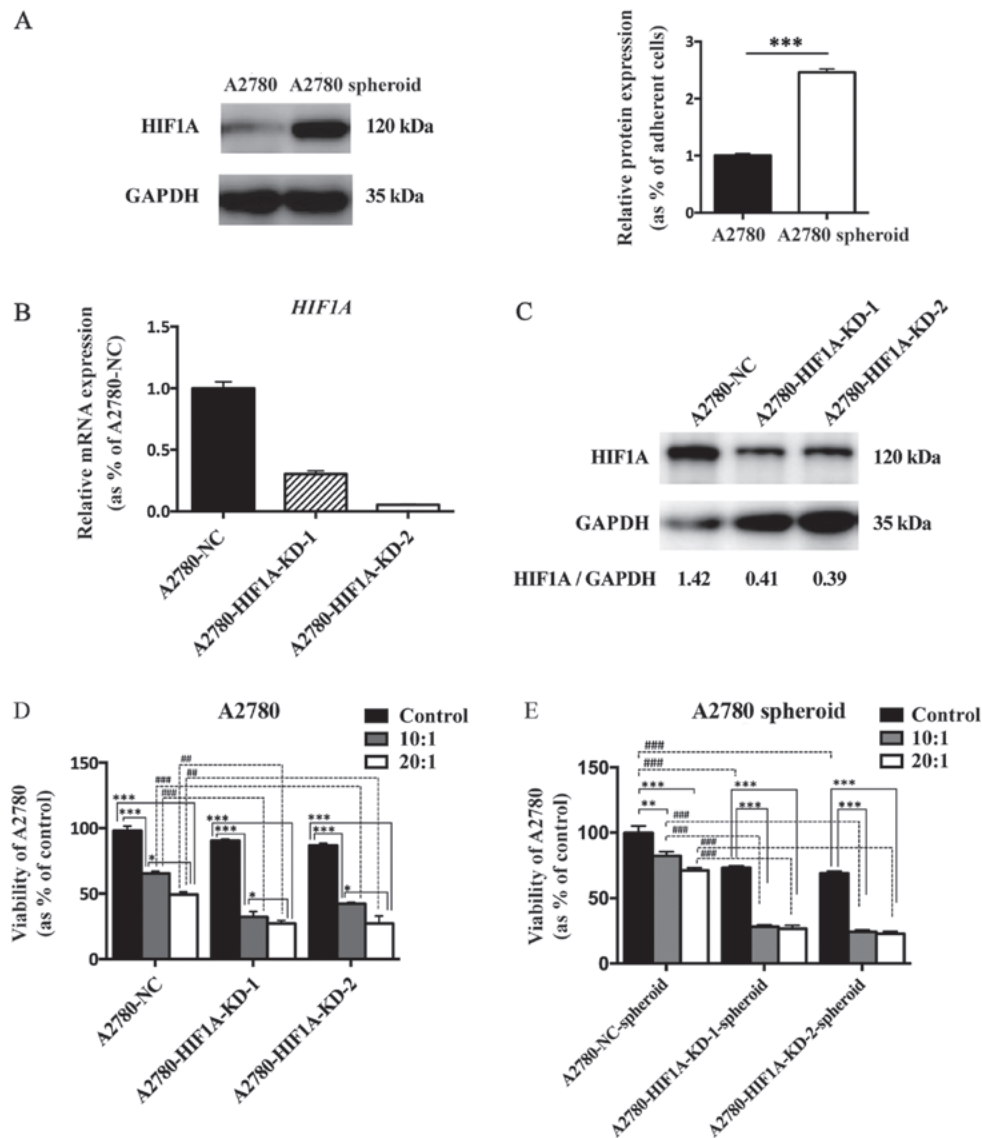 A
A2780 A2780 spheroid
HIF1A 120 kDa
GAPDH 35 kDa
Relative protein expression
(as % of adherent cells)
3
2
1
0
***
A2780 A2780 spheroid
B
HIF1A
Relative mRNA expression
(as % of A2780-NC)
1.5
1.0
0.5
0.0
A2780-NC
A2780-HIF1A-KD-1
A2780-HIF1A-KD-2
C
A2780-NC
A2780-HIF1A-KD-1
A2780-HIF1A-KD-2
HIF1A 120 kDa
GAPDH 35 kDa
HIF1A / GAPDH 1.42 0.41 0.39
D
A2780
Control
10:1
20:1
Viability of A2780
(as % of control)
150
100
50
0
##
##
###
###
***
***
*
***
***
*
***
***
*
A2780-NC
A2780-HIF1A-KD-1
A2780-HIF1A-KD-2
E
A2780 spheroid
Control
10:1
20:1
Viability of A2780
(as % of control)
150
100
50
0
###
###
***
**
###
###
###
###
***
***
***
***
A2780-NC-spheroid
A2780-HIF1A-KD-1-spheroid
A2780-HIF1A-KD-2-spheroid